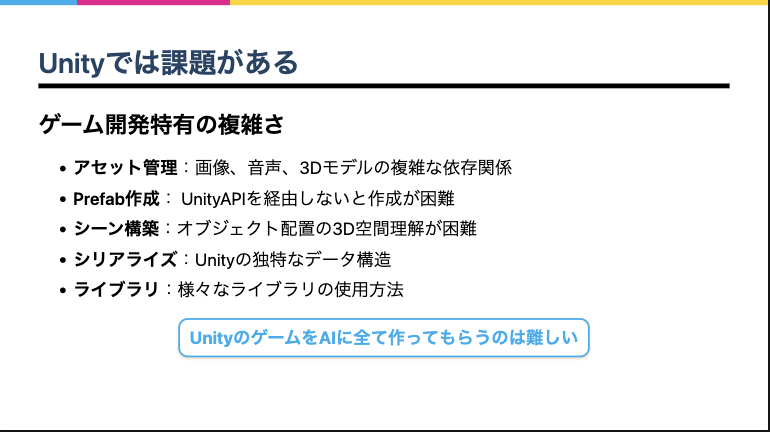 Unityでは課題がある
ゲーム開発特有の複雑さ
• アセット管理：画像、音声、3Dモデルの複雑な依存関係
• Prefab作成： UnityAPIを経由しないと作成が困難
• シーン構築：オブジェクト配置の3D空間理解が困難
• シリアライズ：Unityの独特なデータ構造
• ライブラリ：様々なライブラリの使用方法
UnityのゲームをAIに全て作ってもらうのは難しい